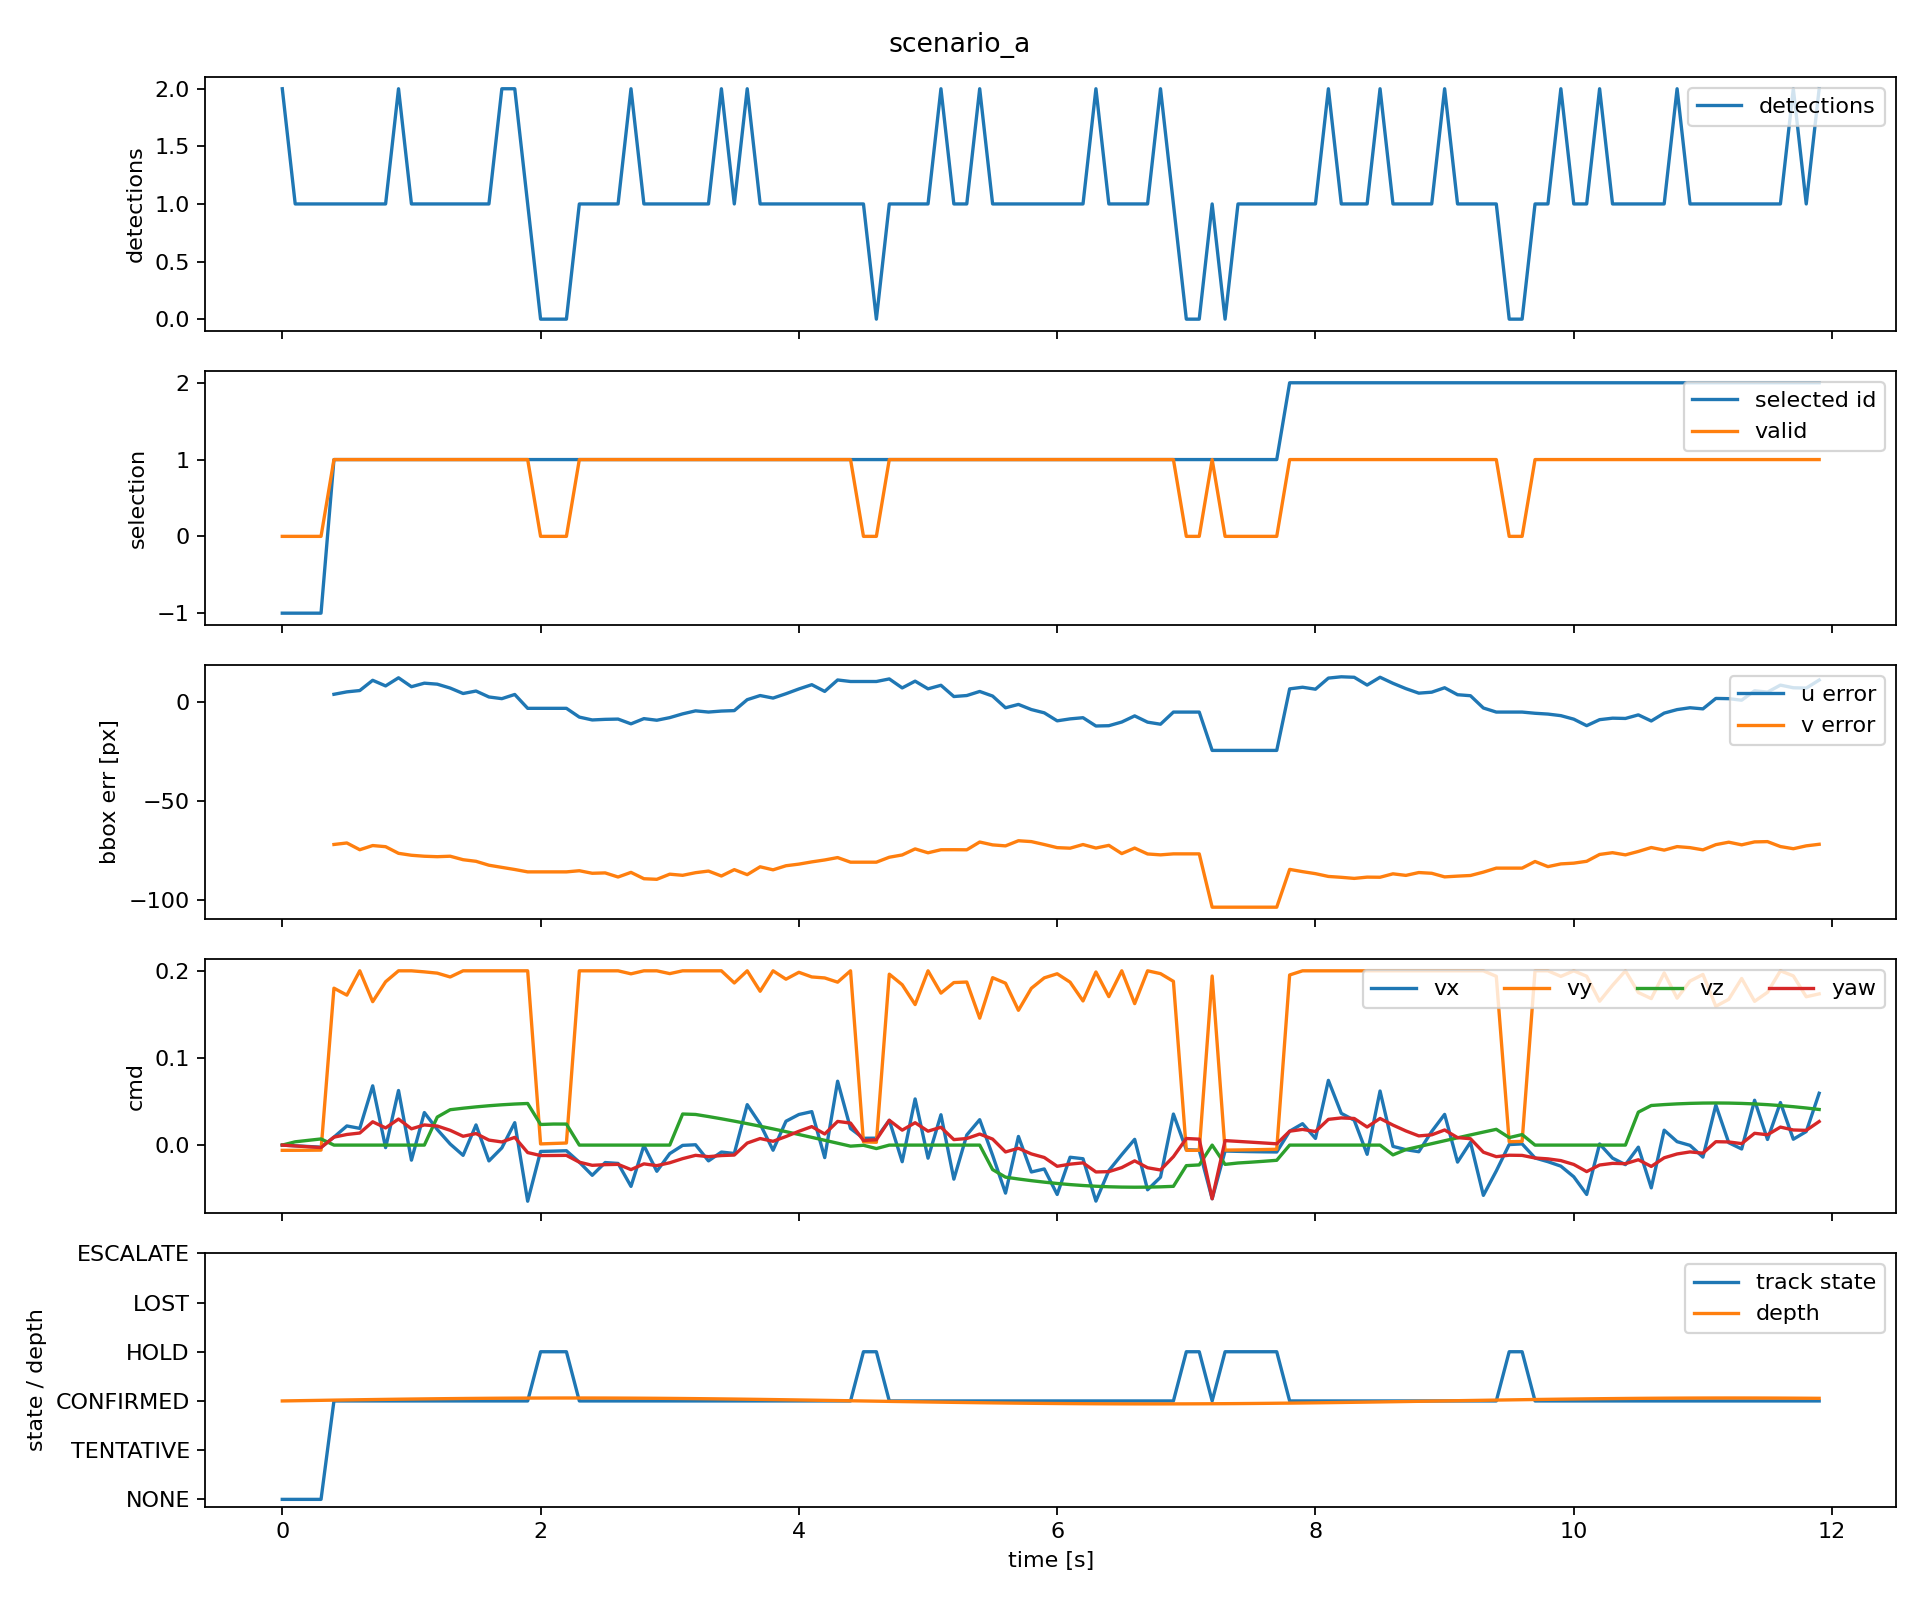 scenario_a
detections
2.0
1.5
1.0
0.5
0.0
detections
selection
2
1
0
−1
selected id
valid
bbox err [px]
0
−50
−100
u error
v error
cmd
0.2
0.1
0.0
vx vy vz yaw
state / depth
ESCALATE
LOST
HOLD
CONFIRMED
TENTATIVE
NONE
track state
depth
0 2 4 6 8 10 12
time [s]